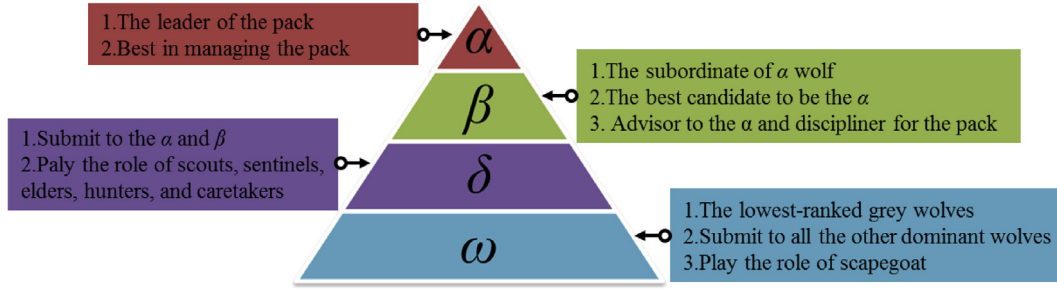 1.The leader of the pack
2.Best in managing the pack
α
1.The subordinate of α wolf
2.The best candidate to be the α
3. Advisor to the α and discipliner for the pack
β
1.Submit to the α and β
2.Paly the role of scouts, sentinels,
elders, hunters, and caretakers
δ
1.The lowest-ranked grey wolves
2.Submit to all the other dominant wolves
3.Play the role of scapegoat
ω